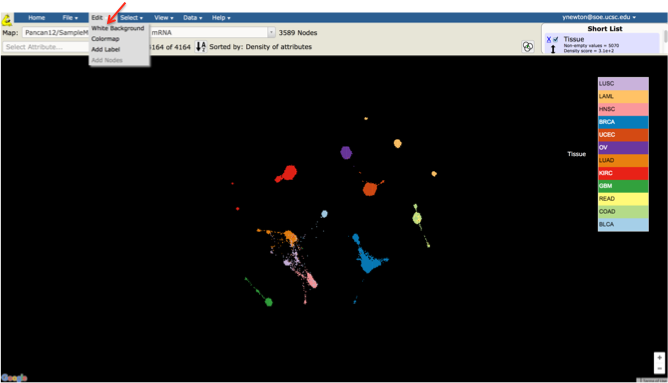 Home File Edit Select View Data Help ynewton@soe.ucsc.edu
Map: Pancan12/SampleM mRNA 3589 Nodes
Select Attribute... 4164 of 4164 Sorted by: Density of attributes
White Background
Colormap
Add Label
Add Nodes
Short List
X Tissue
Non-empty values = 5070
Density score = 3.1e+2
Tissue
LUSC
LAML
HNSC
BRCA
UCEC
OV
LUAD
KIRC
GBM
READ
COAD
BLCA
+
−
Google